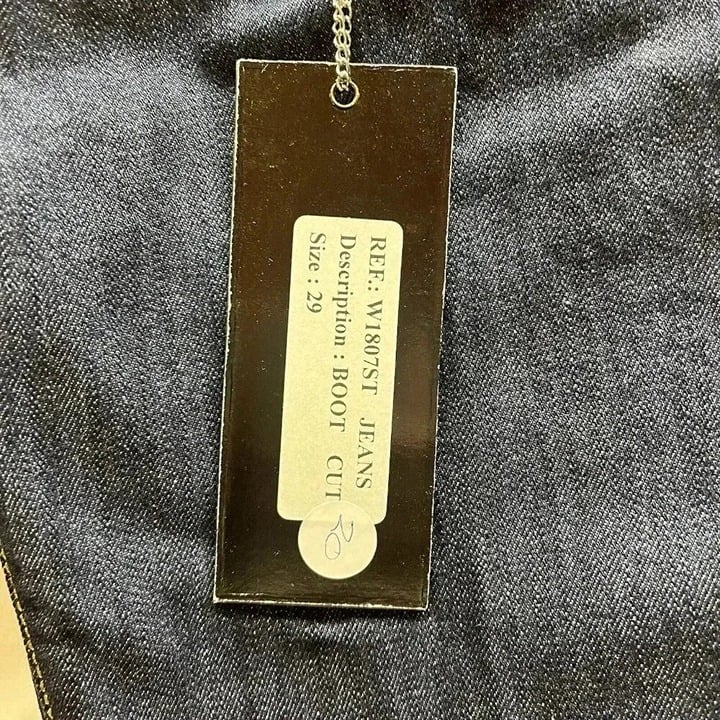 REF.: W1807ST JEANS
Description : BOOT CUT
Size : 29
20